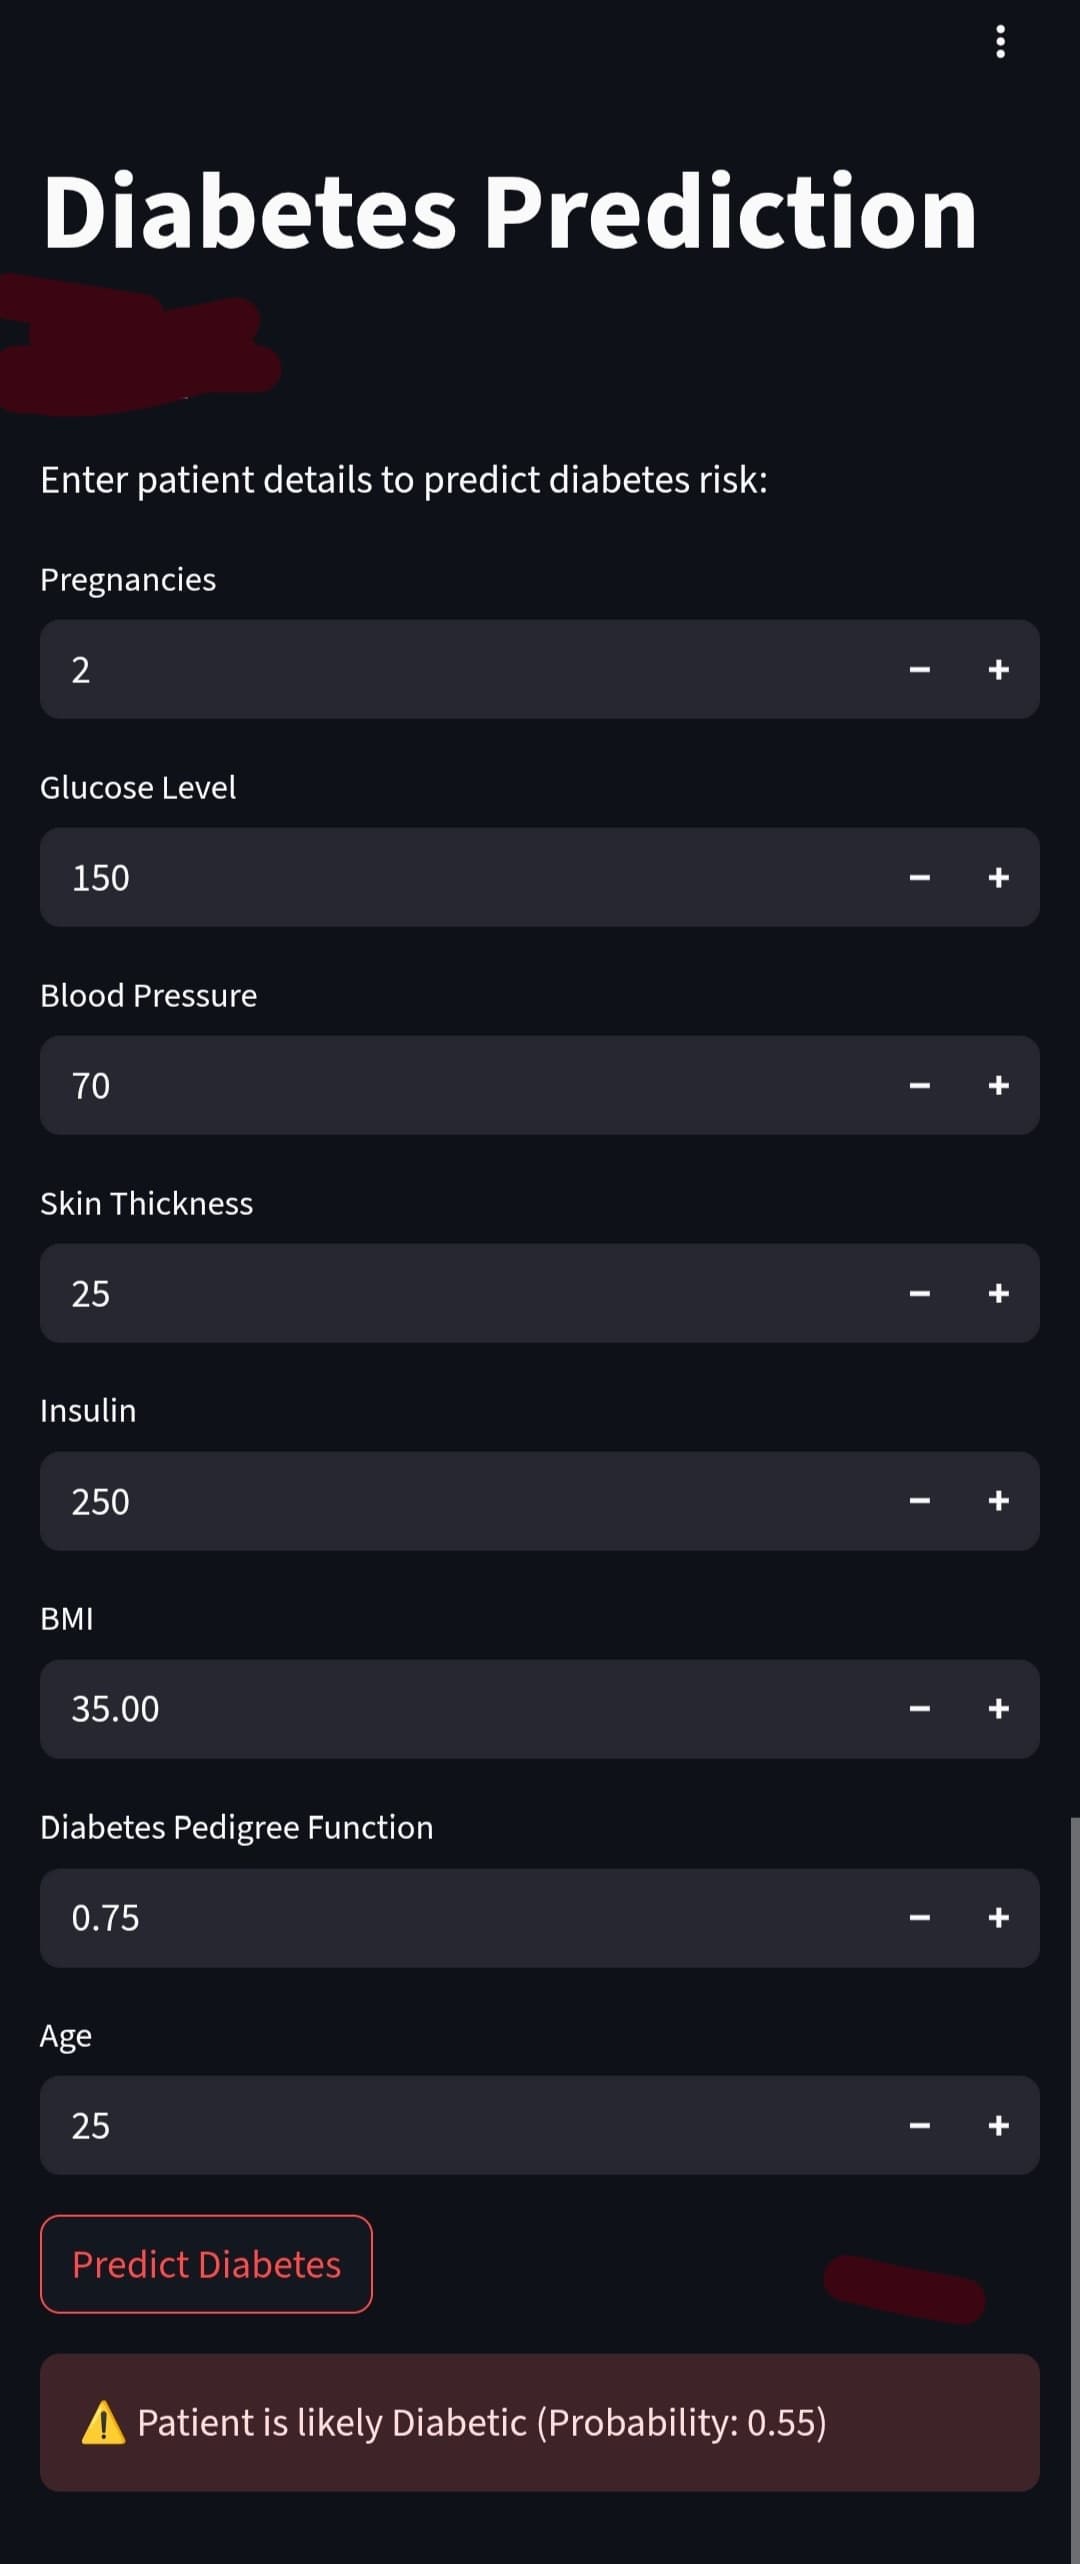 Diabetes Prediction
Enter patient details to predict diabetes risk:
Pregnancies
2 − +
Glucose Level
150 − +
Blood Pressure
70 − +
Skin Thickness
25 − +
Insulin
250 − +
BMI
35.00 − +
Diabetes Pedigree Function
0.75 − +
Age
25 − +
Predict Diabetes
⚠️ Patient is likely Diabetic (Probability: 0.55)